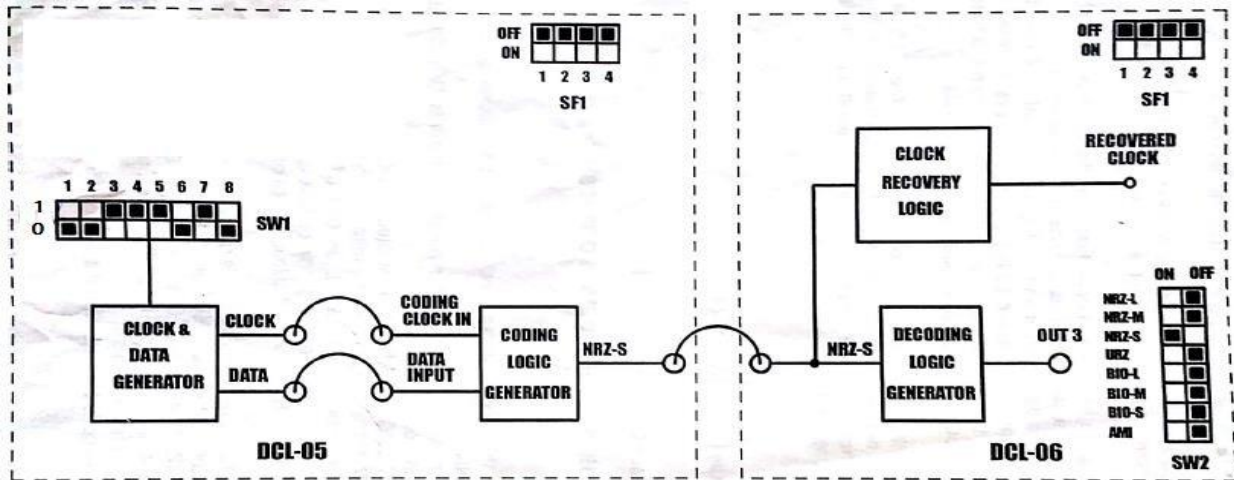 OFF
ON
1 2 3 4
SF1
1 2 3 4 5 6 7 8
1
0
SW1
CLOCK &
DATA
GENERATOR
CLOCK
DATA
CODING
CLOCK IN
DATA
INPUT
CODING
LOGIC
GENERATOR
NRZ-S
DCL-05
OFF
ON
1 2 3 4
SF1
CLOCK
RECOVERY
LOGIC
RECOVERED
CLOCK
NRZ-S
DECODING
LOGIC
GENERATOR
OUT 3
ON OFF
NRZ-L
NRZ-M
NRZ-S
URZ
BIO-L
BIO-M
BIO-S
AMI
SW2
DCL-06